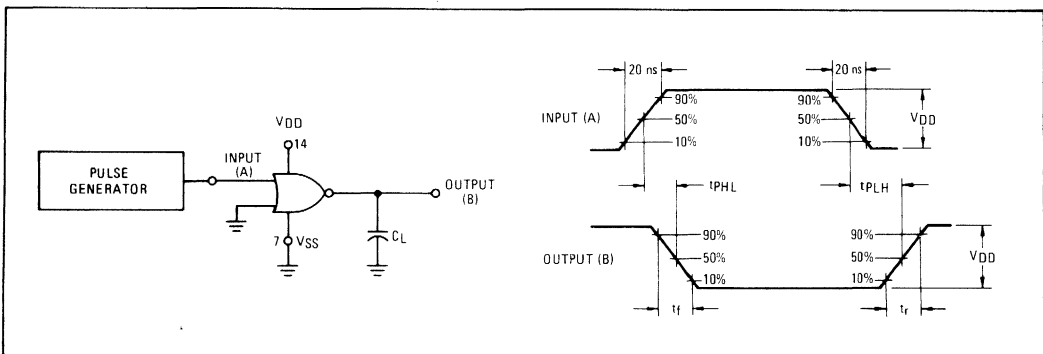 PULSE
GENERATOR
INPUT
(A)
VDD
14
7 VSS
CL
OUTPUT
(B)
20 ns
20 ns
INPUT (A)
90%
50%
10%
90%
50%
10%
VDD
tPHL
tPLH
OUTPUT (B)
90%
50%
10%
90%
50%
10%
VDD
tf
tr